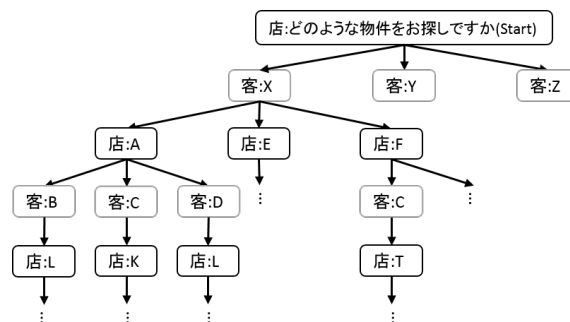 店:どのような物件をお探しですか(Start)
客:X
客:Y
客:Z
店:A
店:E
店:F
客:B
客:C
客:D
⋮
客:C
⋮
店:L
店:K
店:L
店:T
⋮
⋮
⋮
⋮